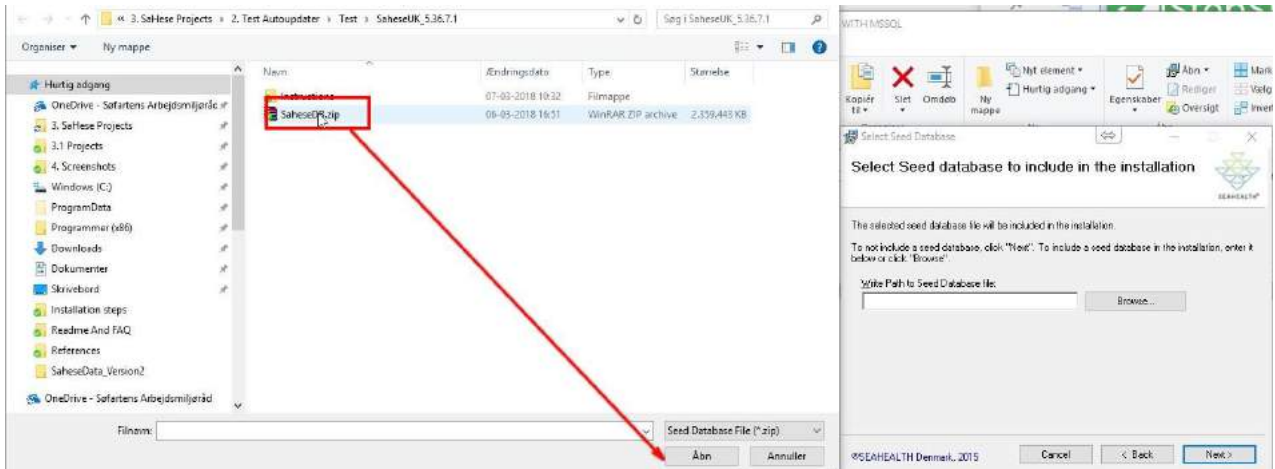 « 3. SaHese Projects › 2. Test Autoupdater › Test › SaheseUK_5.36.7.1
Søg i SaheseUK_5.36.7.1
Organiser
Ny mappe
Hurtig adgang
OneDrive - Søfartens Arbejdsmiljøråc
3. SaHese Projects
3.1 Projects
4. Screenshots
Windows (C:)
ProgramData
Programmer (x86)
Downloads
Dokumenter
Skrivebord
Installation steps
Readme And FAQ
References
SaheseData_Version2
OneDrive - Søfartens Arbejdsmiljøråd
Navn
Ændringsdato
Type
Størrelse
Instructions
07-03-2018 10:32
Filmappe
SaheseDB.zip
06-03-2018 16:51
WinRAR ZIP archive
2.359.443 KB
Filnavn:
Seed Database File (*.zip)
Åbn
Annuller
WITH MSSQL
Kopiér
til
Slet
Omdøb
Ny
mappe
Nyt element
Hurtig adgang
Egenskaber
Åbn
Rediger
Oversigt
Mark
Vælg
Inver
Select Seed Database
Select Seed database to include in the installation
SEAHEALTH
The selected seed database file will be included in the installation.
To not include a seed database, click "Next". To include a seed database in the installation, enter it
below or click "Browse".
Write Path to Seed Database file:
Browse...
©SEAHEALTH Denmark, 2015
Cancel
< Back
Next >